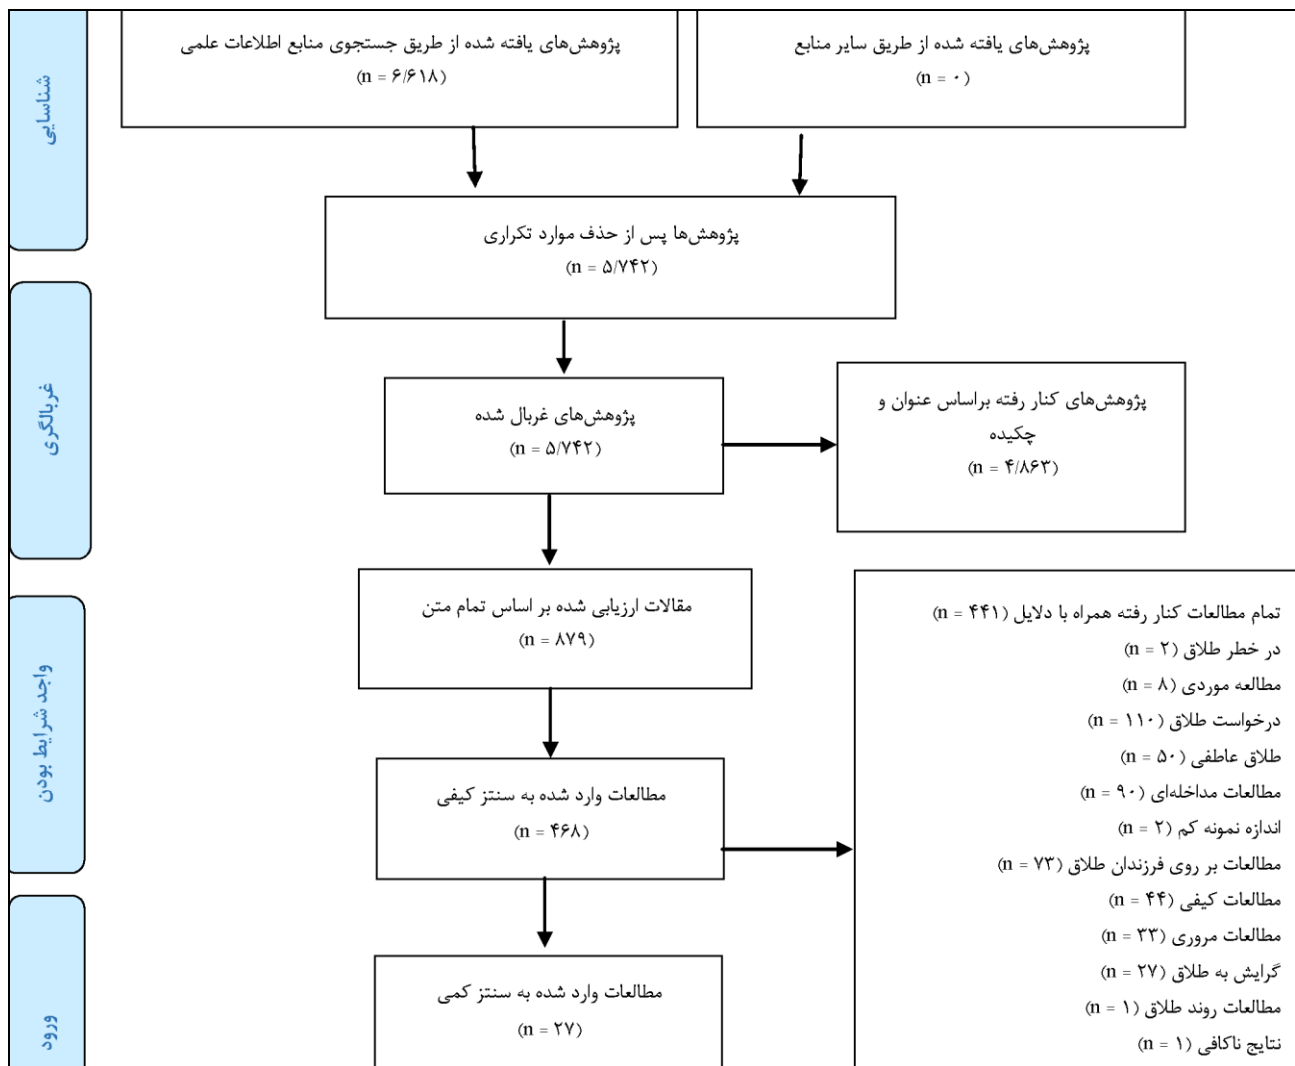 شناسایی
پژوهش‌های یافته شده از طریق سایر منابع
(n = ۰)
پژوهش‌های یافته شده از طریق جستجوی منابع اطلاعات علمی
(n = ۶/۶۱۸)
پژوهش‌ها پس از حذف موارد تکراری
(n = ۵/۷۴۲)
غربالگری
پژوهش‌های غربال شده
(n = ۵/۷۴۲)
پژوهش‌های کنار رفته براساس عنوان و
چکیده
(n = ۴/۸۶۳)
واجد شرایط بودن
مقالات ارزیابی شده بر اساس تمام متن
(n = ۸۷۹)
مطالعات وارد شده به سنتز کیفی
(n = ۴۶۸)
تمام مطالعات کنار رفته همراه با دلایل (n = ۴۴۱)
در خطر طلاق (n = ۲)
مطالعه موردی (n = ۸)
درخواست طلاق (n = ۱۱۰)
طلاق عاطفی (n = ۵۰)
مطالعات مداخله‌ای (n = ۹۰)
اندازه نمونه کم (n = ۲)
مطالعات بر روی فرزندان طلاق (n = ۷۳)
مطالعات کیفی (n = ۴۴)
مطالعات مروری (n = ۳۳)
گرایش به طلاق (n = ۲۷)
مطالعات روند طلاق (n = ۱)
نتایج ناکافی (n = ۱)
ورود
مطالعات وارد شده به سنتز کمی
(n = ۲۷)